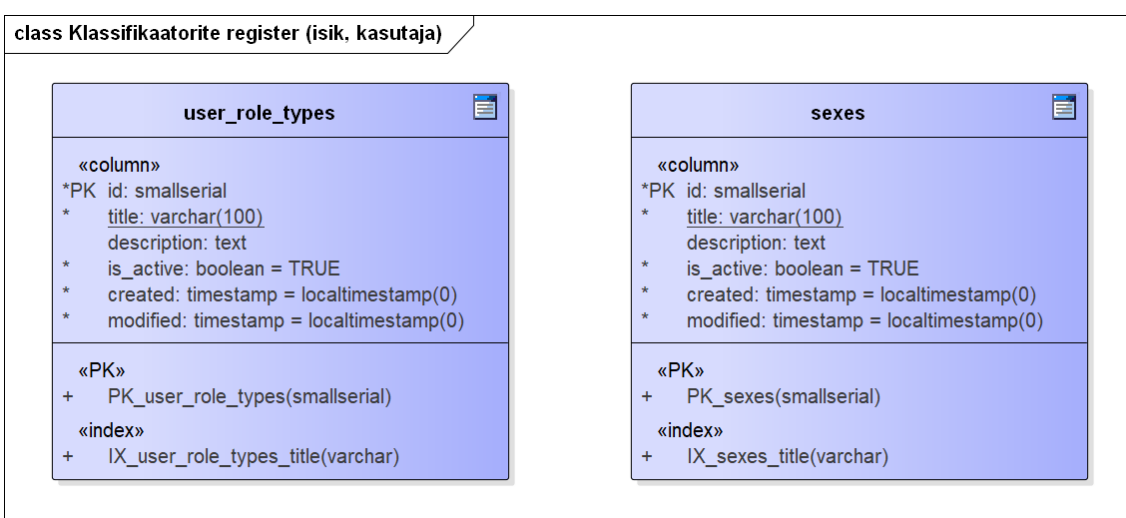 class Klassifikaatorite register (isik, kasutaja)
user_role_types
«column»
*PK id: smallserial
* title: varchar(100)
description: text
* is_active: boolean = TRUE
* created: timestamp = localtimestamp(0)
* modified: timestamp = localtimestamp(0)
«PK»
+ PK_user_role_types(smallserial)
«index»
+ IX_user_role_types_title(varchar)
sexes
«column»
*PK id: smallserial
* title: varchar(100)
description: text
* is_active: boolean = TRUE
* created: timestamp = localtimestamp(0)
* modified: timestamp = localtimestamp(0)
«PK»
+ PK_sexes(smallserial)
«index»
+ IX_sexes_title(varchar)